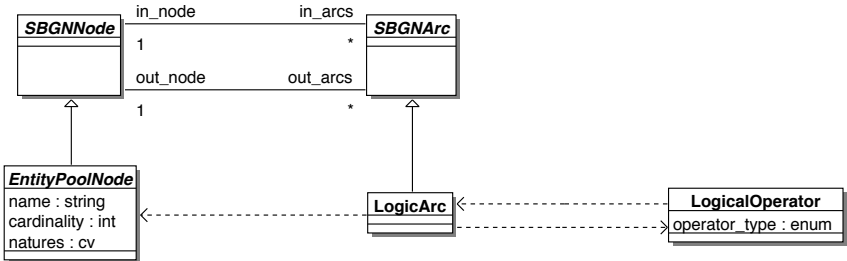 in_node in_arcs
SBGNNode SBGNArc
1 *
out_node out_arcs
1 *
EntityPoolNode
name : string
cardinality : int
natures : cv
LogicArc
LogicalOperator
operator_type : enum